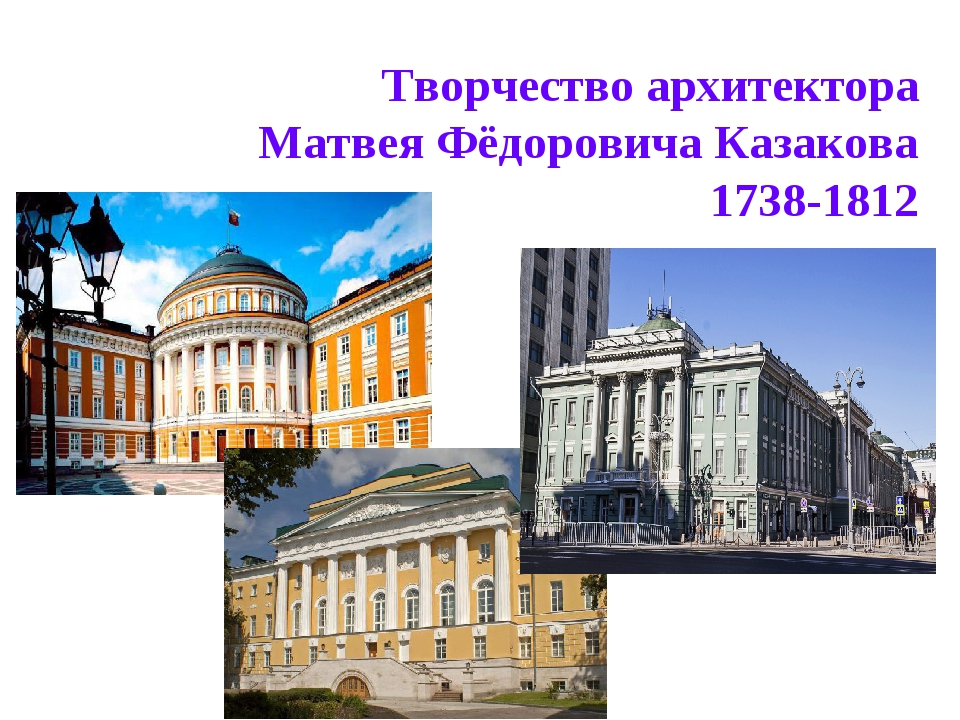 Творчество архитектора
Матвея Фёдоровича Казакова
1738-1812